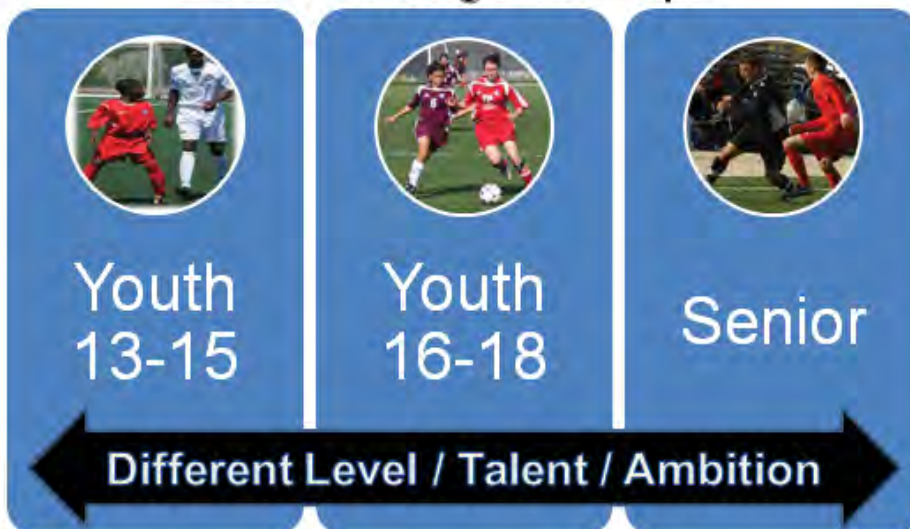 Youth
13-15
Youth
16-18
Senior
Different Level / Talent / Ambition